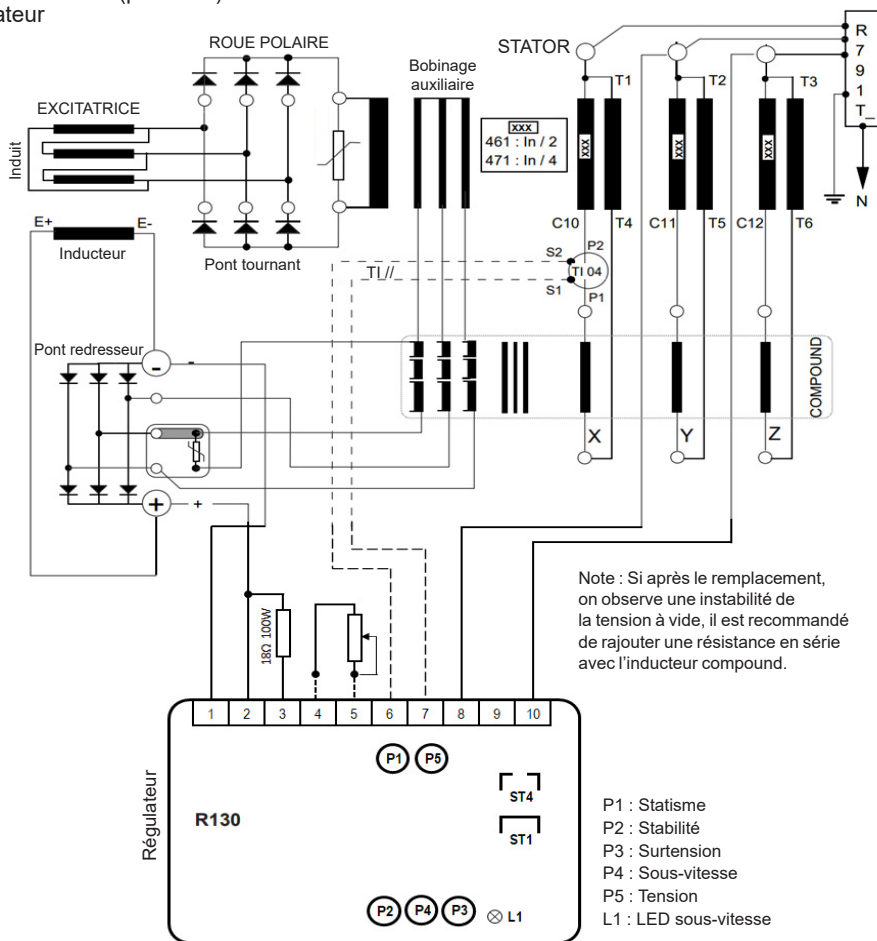 ateur
ROUE POLAIRE
STATOR
R
7
9
1
T_
N
Bobinage
auxiliaire
T1
T2
T3
EXCITATRICE
xxx
461 : In / 2
471 : In / 4
xxx
xxx
xxx
Induit
C10
T4
C11
T5
C12
T6
E+
E-
Inducteur
Pont tournant
S2
P2
TI //
TI 04
S1
P1
Pont redresseur
-
-
COMPOUND
X
Y
Z
+
+
Note : Si après le remplacement,
on observe une instabilité de
la tension à vide, il est recommandé
de rajouter une résistance en série
avec l'inducteur compound.
18Ω 100W
1 2 3 4 5 6 7 8 9 10
P1 P5
Régulateur
R130
ST4
ST1
P2 P4 P3
L1
P1 : Statisme
P2 : Stabilité
P3 : Surtension
P4 : Sous-vitesse
P5 : Tension
L1 : LED sous-vitesse